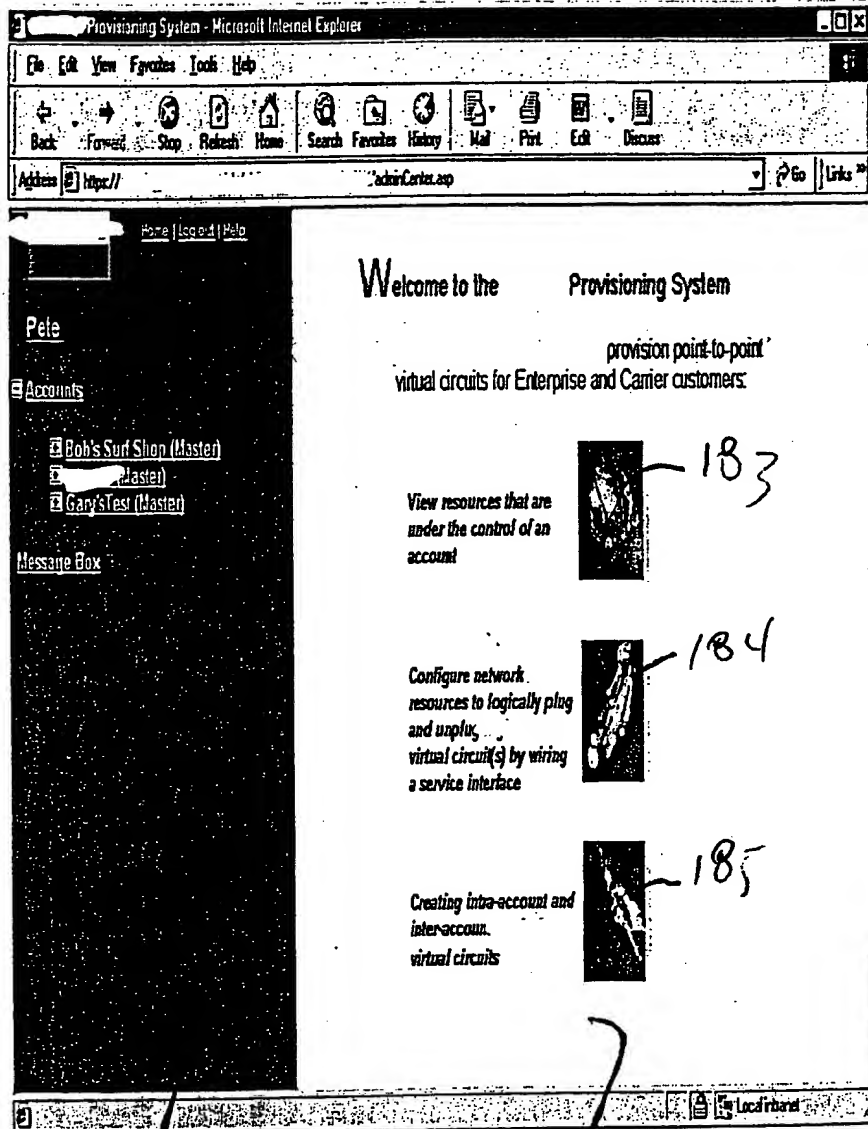 Provisioning System - Microsoft Internet Explorer
File Edit View Favorites Tools Help
Back Forward Stop Refresh Home Search Favorites History Mail Print Edit Discuss
Address https:// adminCenter.asp Go Links »
Home | Log out | Help
Welcome to the Provisioning System
Pete
provision point-to-point
virtual circuits for Enterprise and Carrier customers:
Accounts
Bob's Surf Shop (Master)
Master)
Gary'sTest (Master)
Message Box
183
View resources that are
under the control of an
account
184
Configure network
resources to logically plug
and unplug
virtual circuit(s) by wiring
a service interface
185
Creating intra-account and
inter-accoun.
virtual circuits
Local intranet